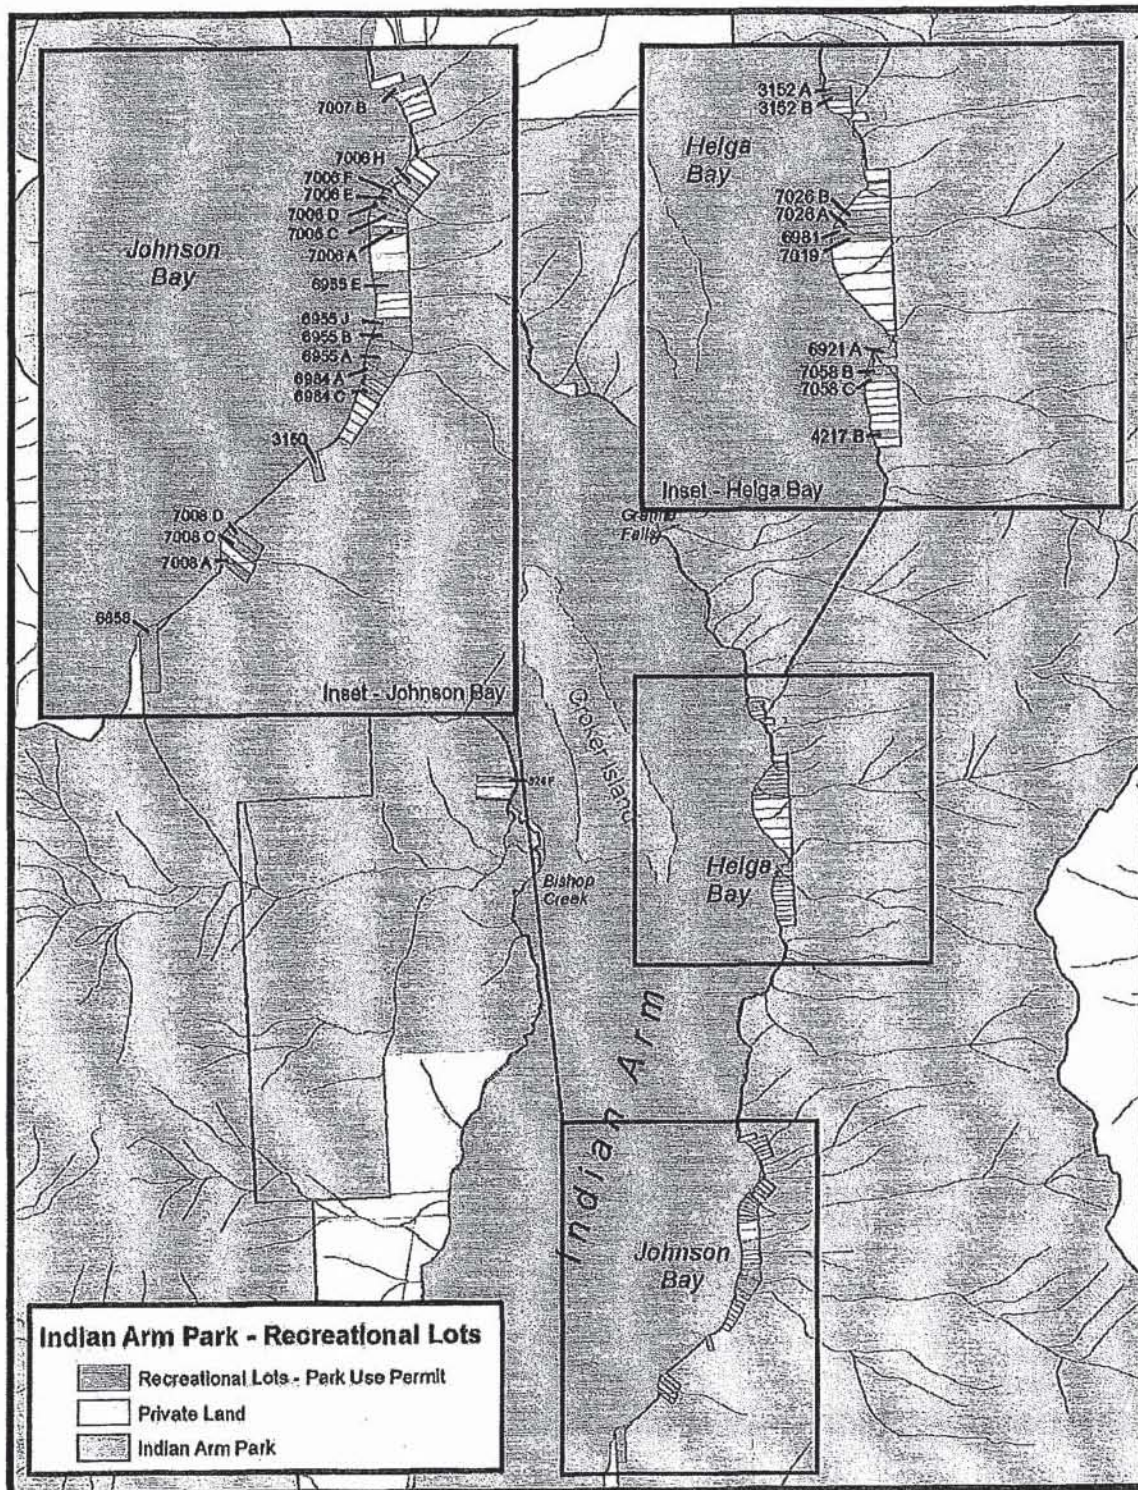 7007 B
7006 H
7006 F
7006 E
7006 D
7006 C
7006 A
Johnson
Bay
6955 E
6955 J
6955 B
6955 A
6984 A
6984 C
3150
7008 D
7008 C
7008 A
6658
Inset - Johnson Bay
3152 A
3152 B
Helga
Bay
7026 B
7026 A
6981
7019
6921 A
7058 B
7058 C
4217 B
Inset - Helga Bay
Granite
Falls
Croker Island
Bishop
Creek
Helga
Bay
Indian Arm
Johnson
Bay
Indian Arm Park - Recreational Lots
Recreational Lots - Park Use Permit
Private Land
Indian Arm Park